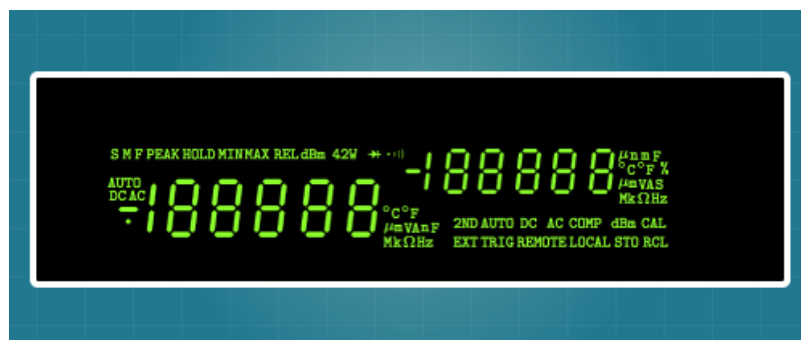 S M F PEAK HOLD MIN MAX REL dBm 42W
-188888
μnmF
°C°F %
μmVAS
MkΩHz
AUTO
DC AC
-188888
°C°F
μmVAnF
MkΩHz
2ND AUTO DC AC COMP dBm CAL
EXT TRIG REMOTE LOCAL STO RCL